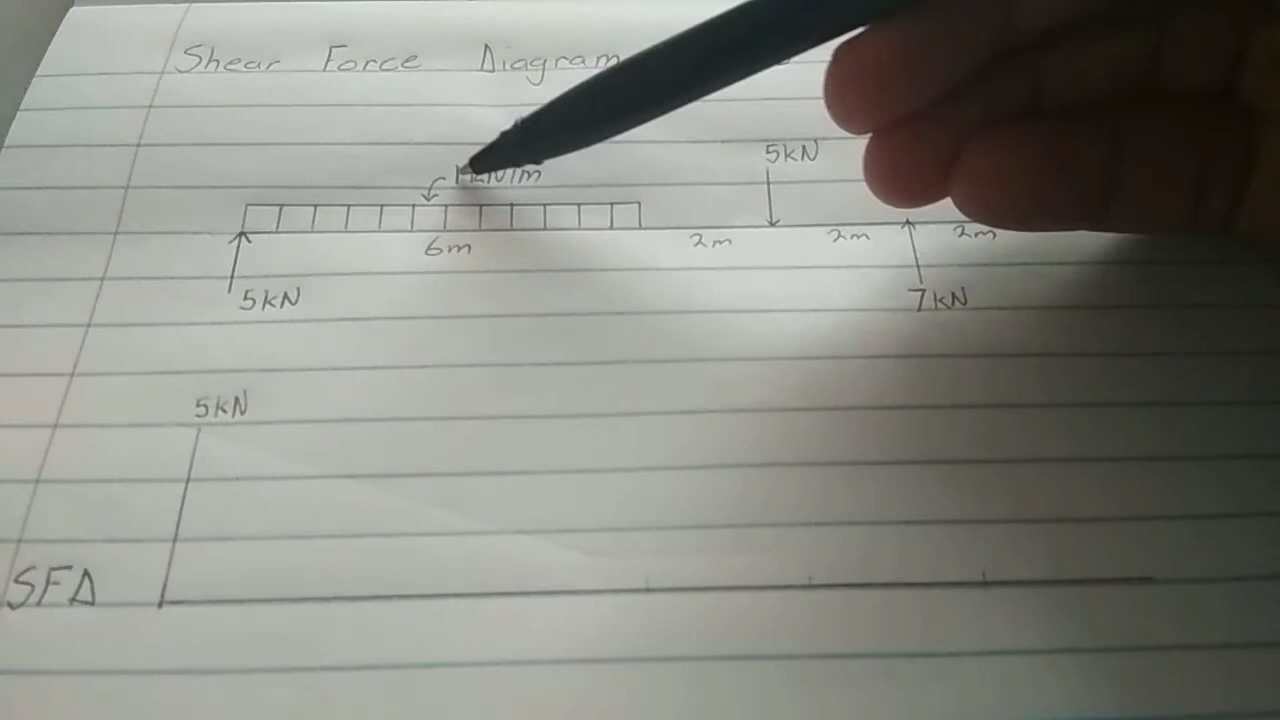 Shear Force Diagram
5kN
6m 2m 2m 2m
5kN 7kN
5kN
SFD